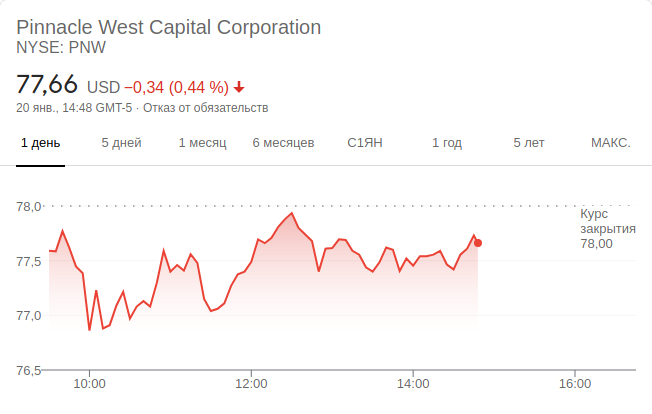 Pinnacle West Capital Corporation
NYSE: PNW
77,66 USD −0,34 (0,44 %)
20 янв., 14:48 GMT-5 · Отказ от обязательств
1 день 5 дней 1 месяц 6 месяцев С1ЯН 1 год 5 лет МАКС.
78,0
Курс
закрытия
78,00
77,5
77,0
76,5
10:00 12:00 14:00 16:00